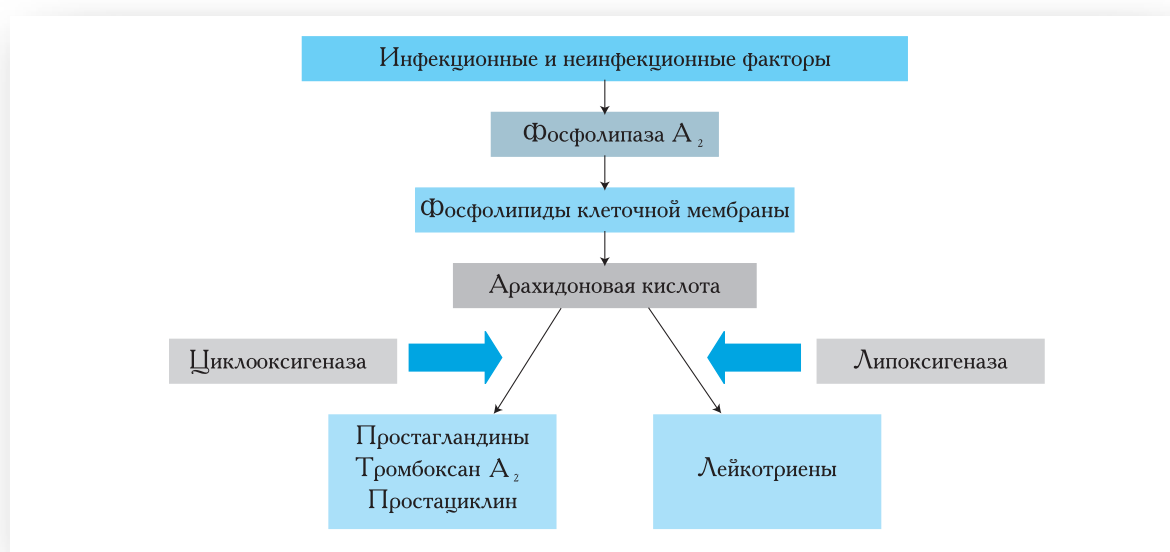 Инфекционные и неинфекционные факторы
Фосфолипаза А₂
Фосфолипиды клеточной мембраны
Арахидоновая кислота
Циклооксигеназа
Липоксигеназа
Простагландины
Тромбоксан А₂
Простациклин
Лейкотриены